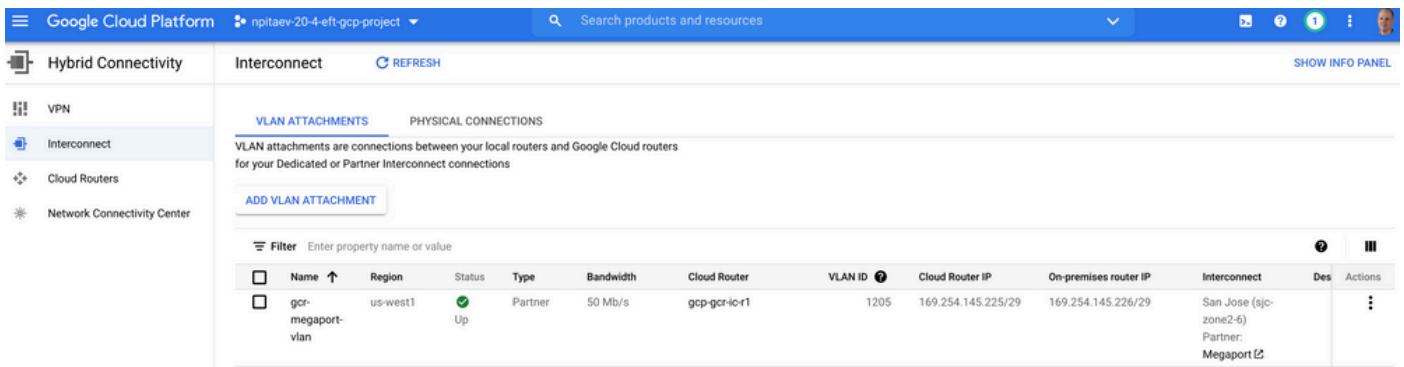 Google Cloud Platform
npitaev-20-4-eft-gcp-project
Search products and resources
1
Hybrid Connectivity
Interconnect
REFRESH
SHOW INFO PANEL
VPN
Interconnect
Cloud Routers
Network Connectivity Center
VLAN ATTACHMENTS
PHYSICAL CONNECTIONS
VLAN attachments are connections between your local routers and Google Cloud routers
for your Dedicated or Partner Interconnect connections
ADD VLAN ATTACHMENT
Filter Enter property name or value
Name Region Status Type Bandwidth Cloud Router VLAN ID Cloud Router IP On-premises router IP Interconnect Des Actions
gcr- us-west1 Partner 50 Mb/s gcp-gcr-ic-r1 1205 169.254.145.225/29 169.254.145.226/29 San Jose (sjc-
megaport- Up zone2-6)
vlan Partner:
Megaport